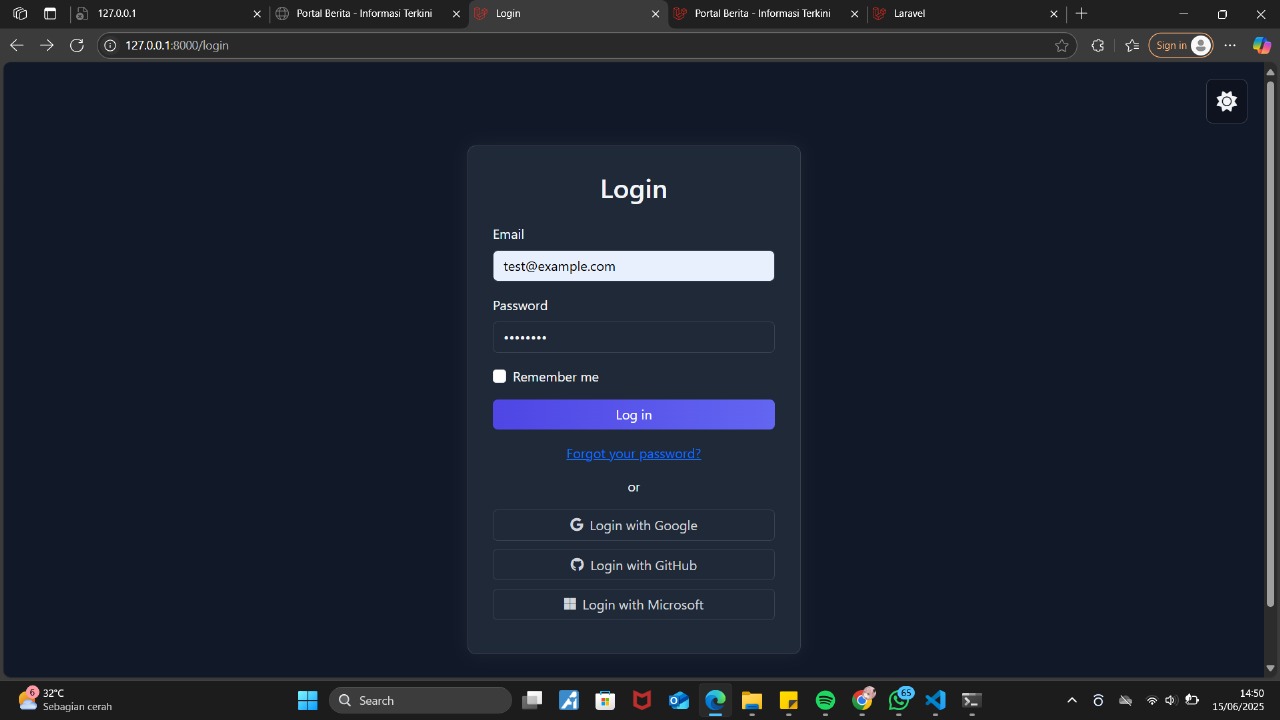 127.0.0.1
Portal Berita - Informasi Terkini
Login
Portal Berita - Informasi Terkini
Laravel
127.0.0.1:8000/login
Sign in
Login
Email
test@example.com
Password
Remember me
Log in
Forgot your password?
or
Login with Google
Login with GitHub
Login with Microsoft
6
32°C
Sebagian cerah
Search
65
14:50
15/06/2025